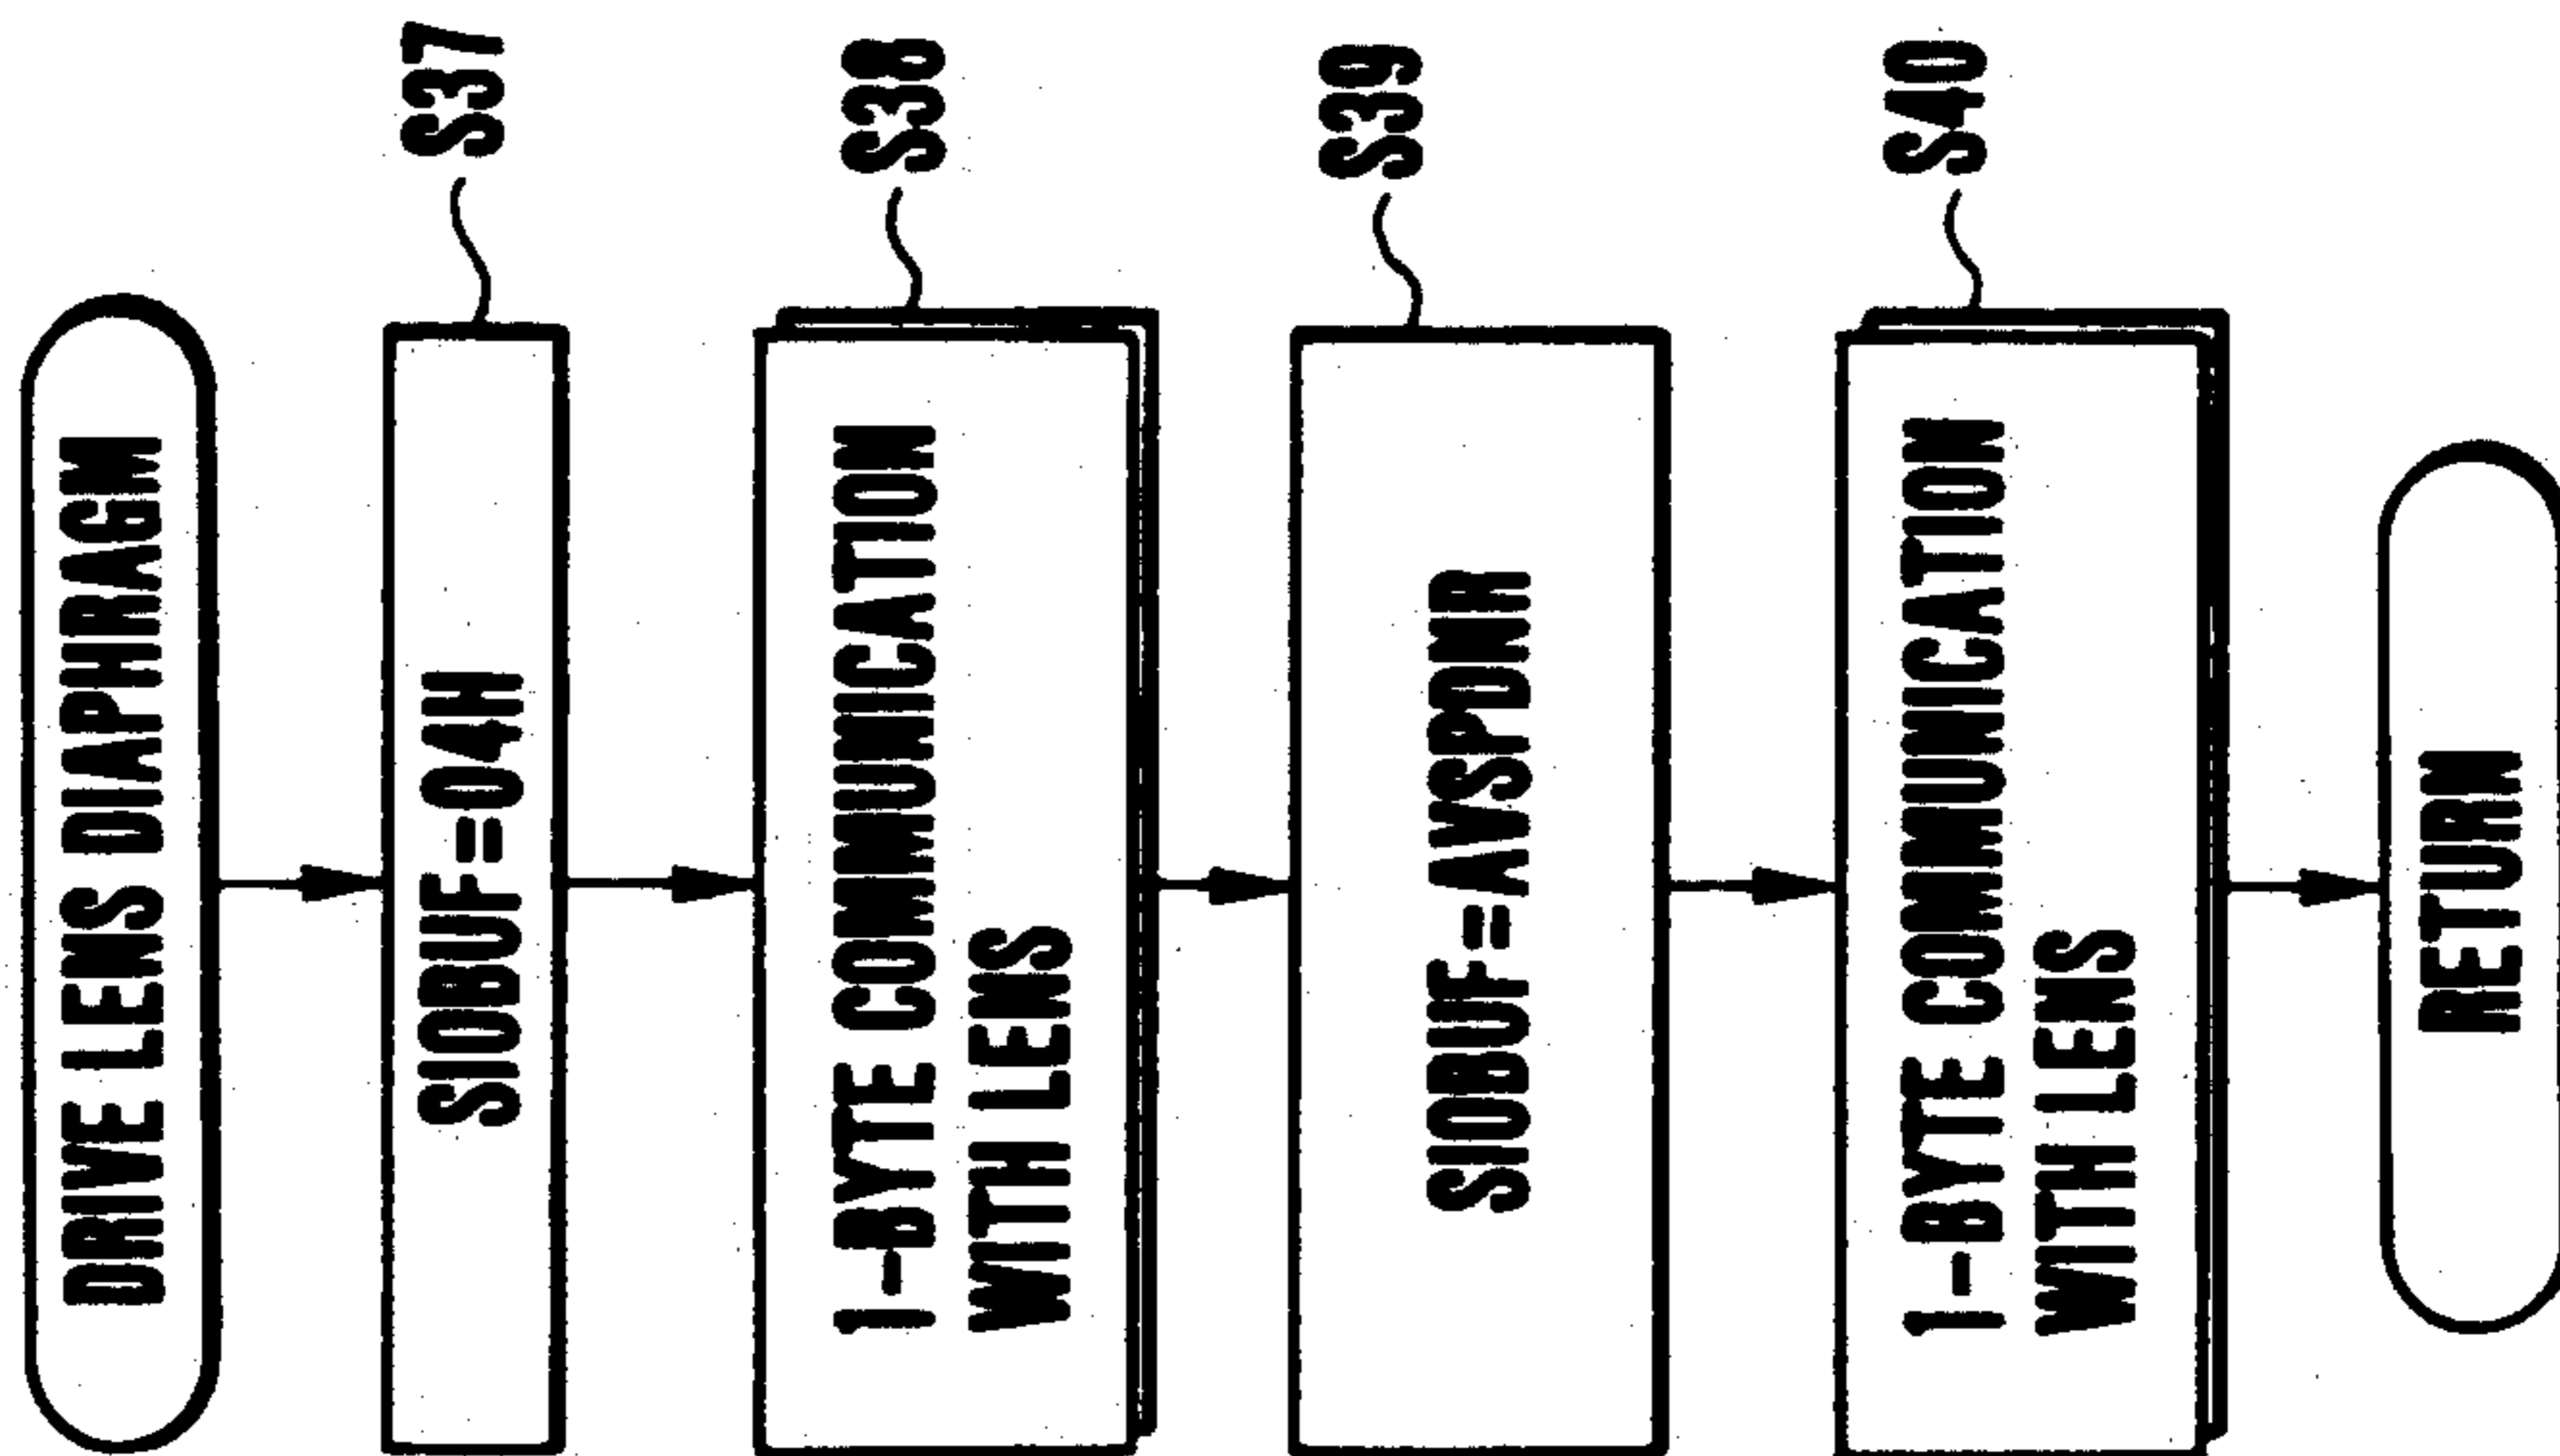 DRIVE LENS DIAPHRAGM
SIOBUF=04H
S37
1-BYTE COMMUNICATION
WITH LENS
S38
SIOBUF=AVSPDNR
S39
1-BYTE COMMUNICATION
WITH LENS
S40
RETURN